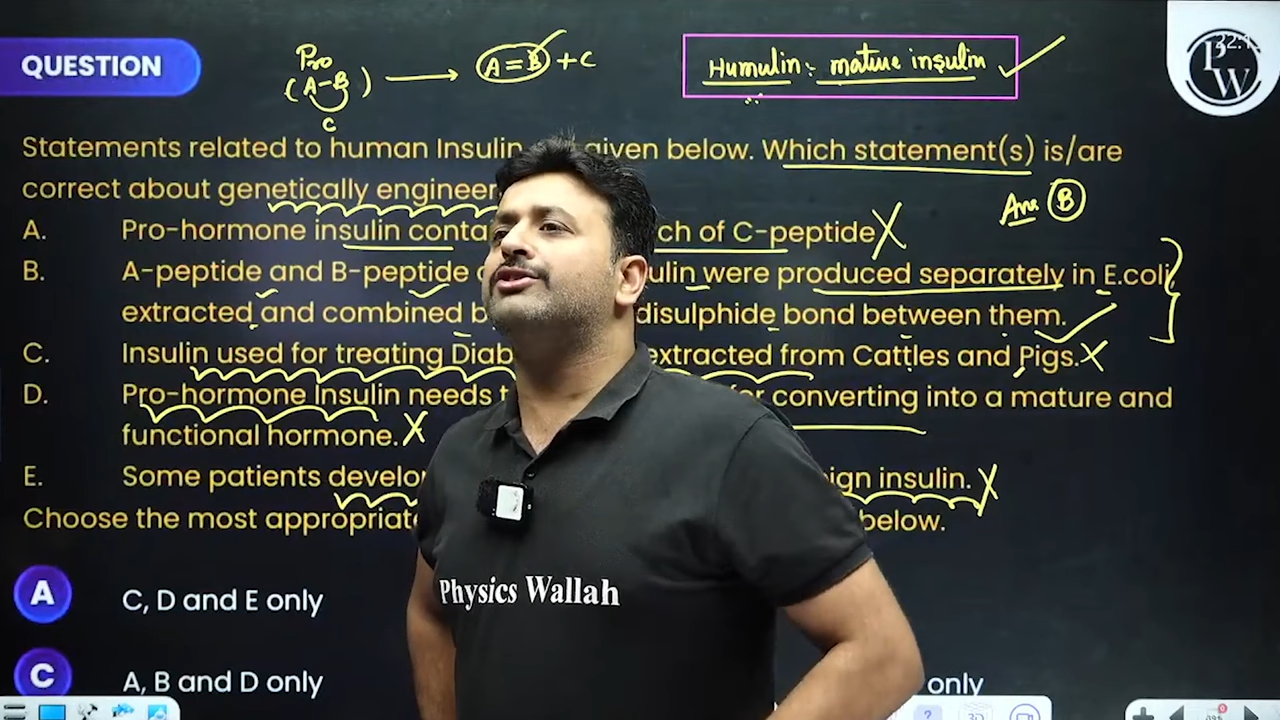 QUESTION
Pro
(A-B) → A=B + C
C
Humulin: mature insulin
PW
Statements related to human Insulin given below. Which statement(s) is/are
correct about genetically engineer
Ans B
A. Pro-hormone insulin conta ch of C-peptide X
B. A-peptide and B-peptide ulin were produced separately in E.coli,
extracted and combined b disulphide bond between them.
C. Insulin used for treating Diab extracted from Cattles and Pigs. X
D. Pro-hormone Insulin needs converting into a mature and
functional hormone. X
E. Some patients develo ign insulin. X
Choose the most appropriate below.
A C, D and E only
C A, B and D only
only
Physics Wallah